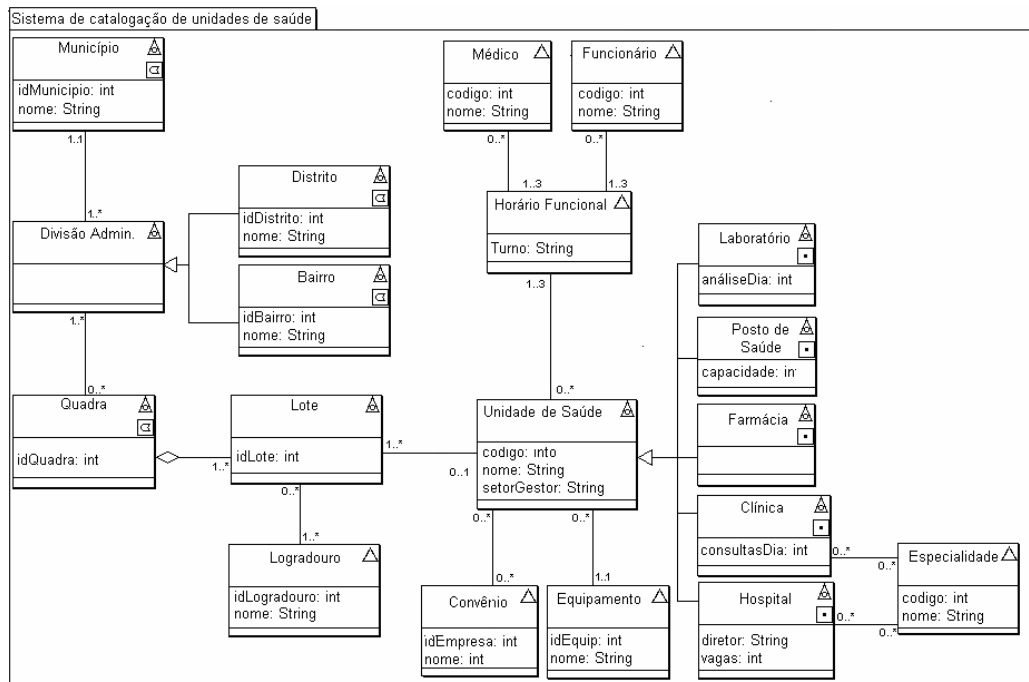 Sistema de catalogação de unidades de saúde
Município
idMunicipio: int
nome: String
1..1
1..*
Divisão Admin.
1..*
0..*
Distrito
idDistrito: int
nome: String
Bairro
idBairro: int
nome: String
Quadra
idQuadra: int
1..*
Lote
idLote: int
0..*
1..*
Logradouro
idLogradouro: int
nome: String
Médico
codigo: int
nome: String
0..*
1..3
Funcionário
codigo: int
nome: String
0..*
1..3
Horário Funcional
Turno: String
1..3
0..*
1..*
0..1
Unidade de Saúde
codigo: into
nome: String
setorGestor: String
0..*
0..*
0..*
1..1
Convênio
idEmpresa: int
nome: int
Equipamento
idEquip: int
nome: String
Laboratório
análiseDia: int
Posto de
Saúde
capacidade: int
Farmácia
Clínica
consultasDia: int
0..*
0..*
Hospital
diretor: String
vagas: int
0..*
0..*
Especialidade
codigo: int
nome: String